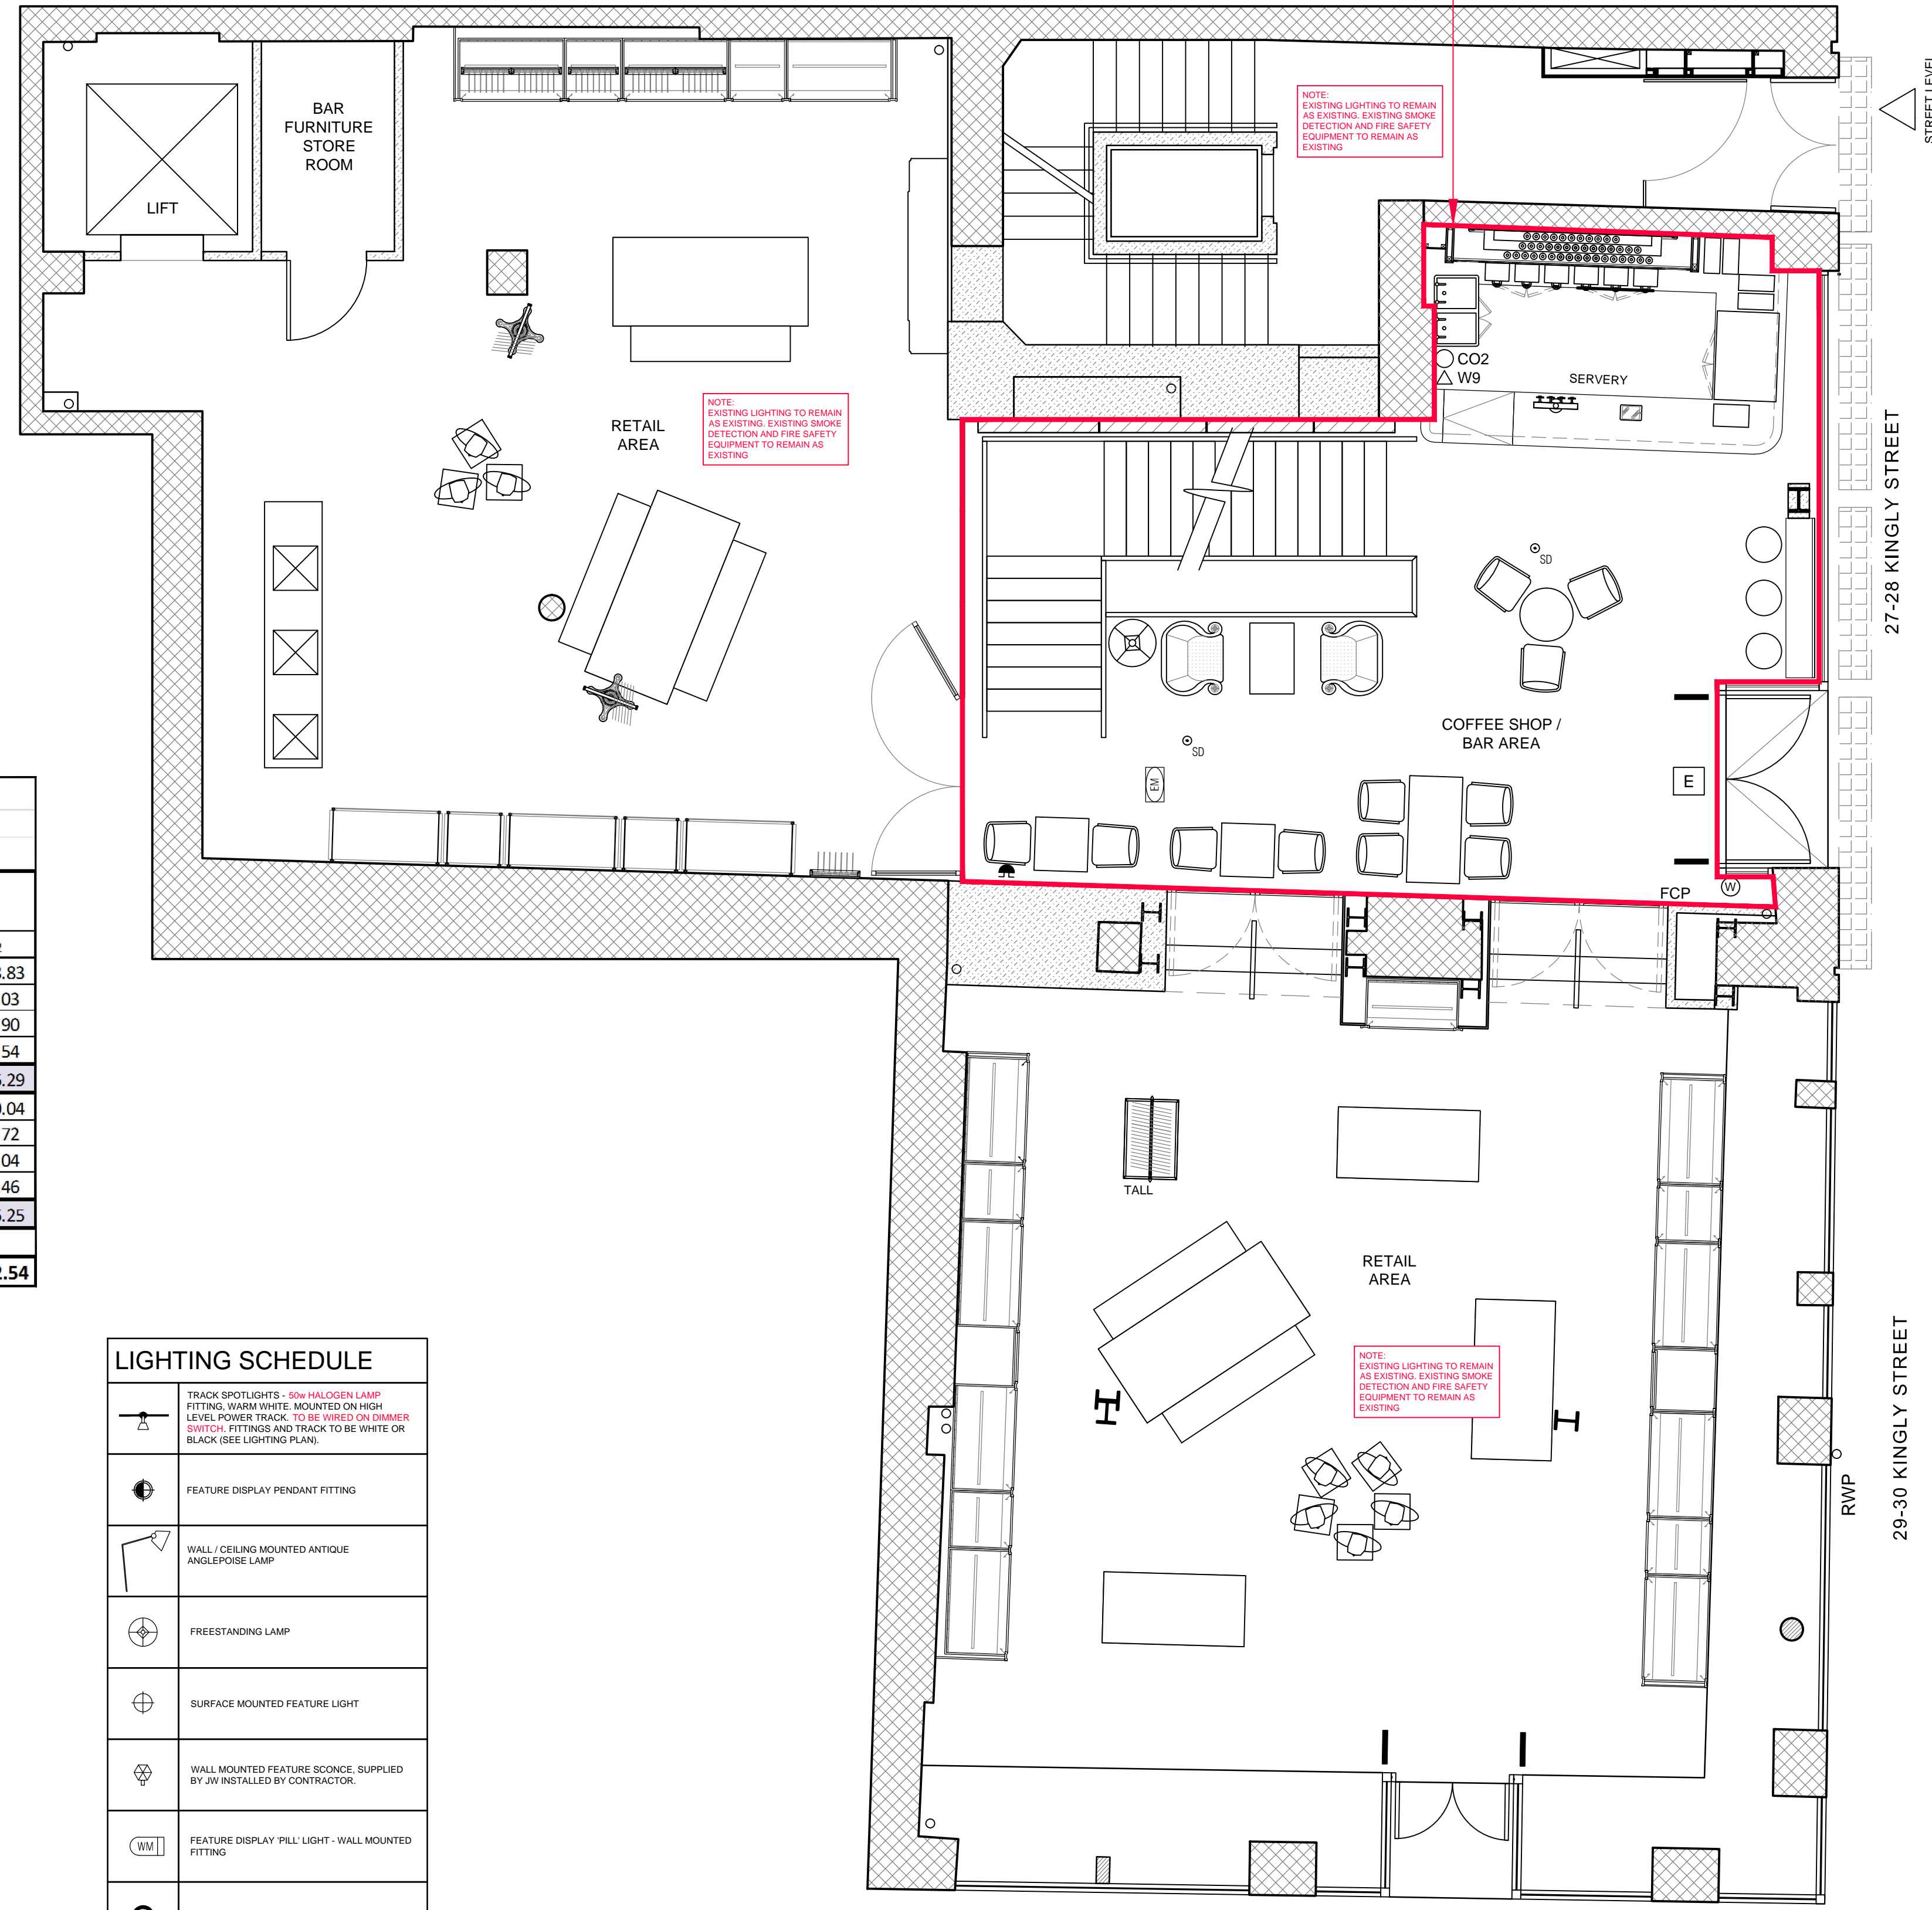 STREET LEVEL
BAR
FURNITURE
STORE
ROOM
LIFT
NOTE:
EXISTING LIGHTING TO REMAIN
AS EXISTING. EXISTING SMOKE
DETECTION AND FIRE SAFETY
EQUIPMENT TO REMAIN AS
EXISTING
CO2
W9
SERVERY
RETAIL
AREA
NOTE:
EXISTING LIGHTING TO REMAIN
AS EXISTING. EXISTING SMOKE
DETECTION AND FIRE SAFETY
EQUIPMENT TO REMAIN AS
EXISTING
27-28 KINGLY STREET
SD
COFFEE SHOP /
BAR AREA
SD
EM
E
FCP
W
.83
03
90
54
.29
.04
72
04
46
.25
.54
TALL
RETAIL
AREA
NOTE:
EXISTING LIGHTING TO REMAIN
AS EXISTING. EXISTING SMOKE
DETECTION AND FIRE SAFETY
EQUIPMENT TO REMAIN AS
EXISTING
RWP
29-30 KINGLY STREET
LIGHTING SCHEDULE
TRACK SPOTLIGHTS - 50w HALOGEN LAMP
FITTING, WARM WHITE. MOUNTED ON HIGH
LEVEL POWER TRACK. TO BE WIRED ON DIMMER
SWITCH. FITTINGS AND TRACK TO BE WHITE OR
BLACK (SEE LIGHTING PLAN).
FEATURE DISPLAY PENDANT FITTING
WALL / CEILING MOUNTED ANTIQUE
ANGLEPOISE LAMP
FREESTANDING LAMP
SURFACE MOUNTED FEATURE LIGHT
WALL MOUNTED FEATURE SCONCE, SUPPLIED
BY JW INSTALLED BY CONTRACTOR.
WM
FEATURE DISPLAY 'PILL' LIGHT - WALL MOUNTED
FITTING